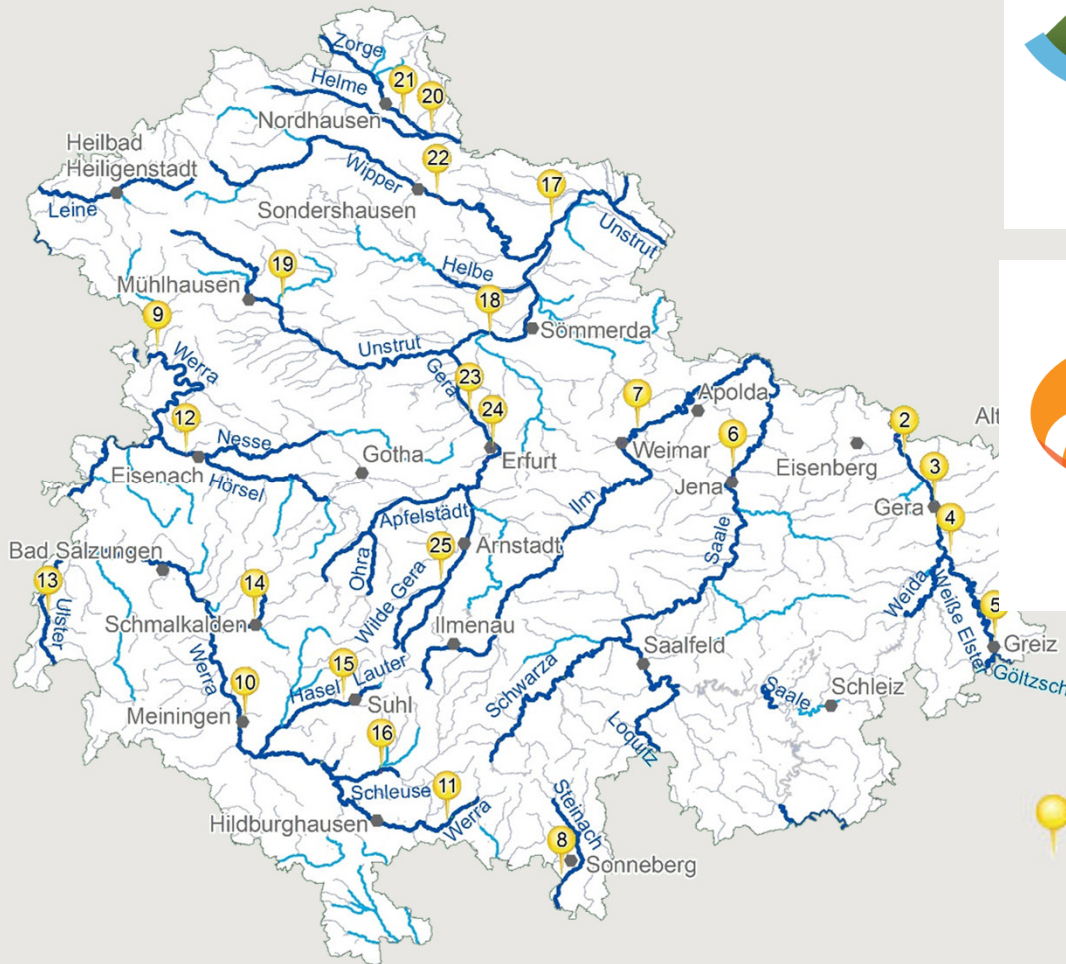 Zorge
Helme
21
20
Nordhausen
Heilbad
Heiligenstadt
22
Wipper
17
Leine
Sondershausen
Unstrut
19
Helbe
Mühlhausen
18
9
Sömmerda
Werra
Unstrut
Gera
23
7
Apolda
2
24
12
Nesse
Weimar
6
Alt
Gotha
Erfurt
Eisenberg
3
Eisenach
Hörsel
Jena
Ilm
Gera
4
Apfelstädt
Saale
Bad Salzungen
25
Arnstadt
13
14
Ohra
Weida
Weiße Elster
5
Ulster
Schmalkalden
Wilde Gera
Ilmenau
Greiz
Saalfeld
Werra
15
Hasel
Lauter
Schwarza
Göltzsch
10
Saale
Schleiz
Meiningen
Suhl
16
Loquitz
Schleuse
11
Werra
Steinach
Hildburghausen
8
Sonneberg